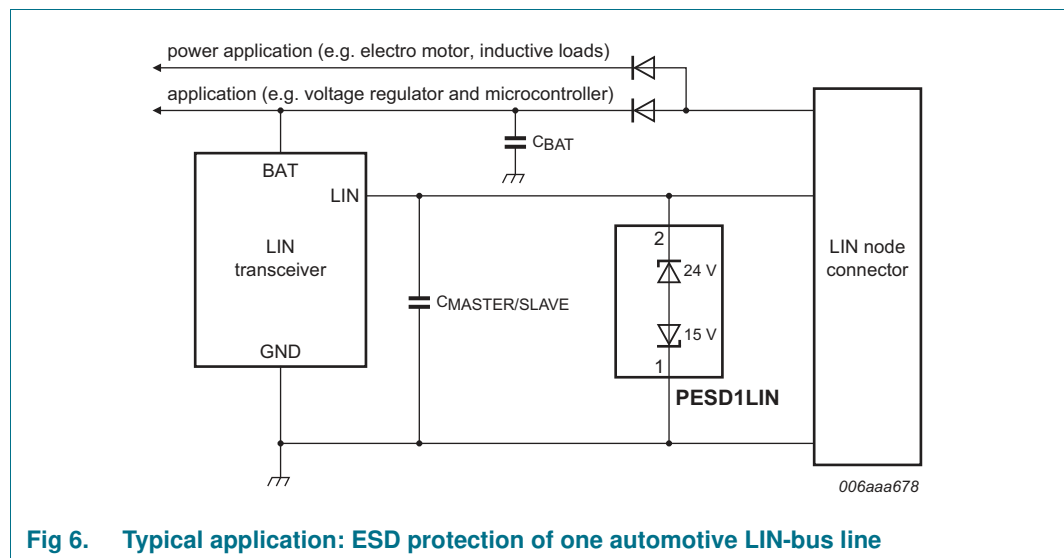 power application (e.g. electro motor, inductive loads)
application (e.g. voltage regulator and microcontroller)
CBAT
BAT
LIN
LIN
transceiver
GND
CMASTER/SLAVE
2
24 V
15 V
1
PESD1LIN
LIN node
connector
006aaa678
Fig 6. Typical application: ESD protection of one automotive LIN-bus line